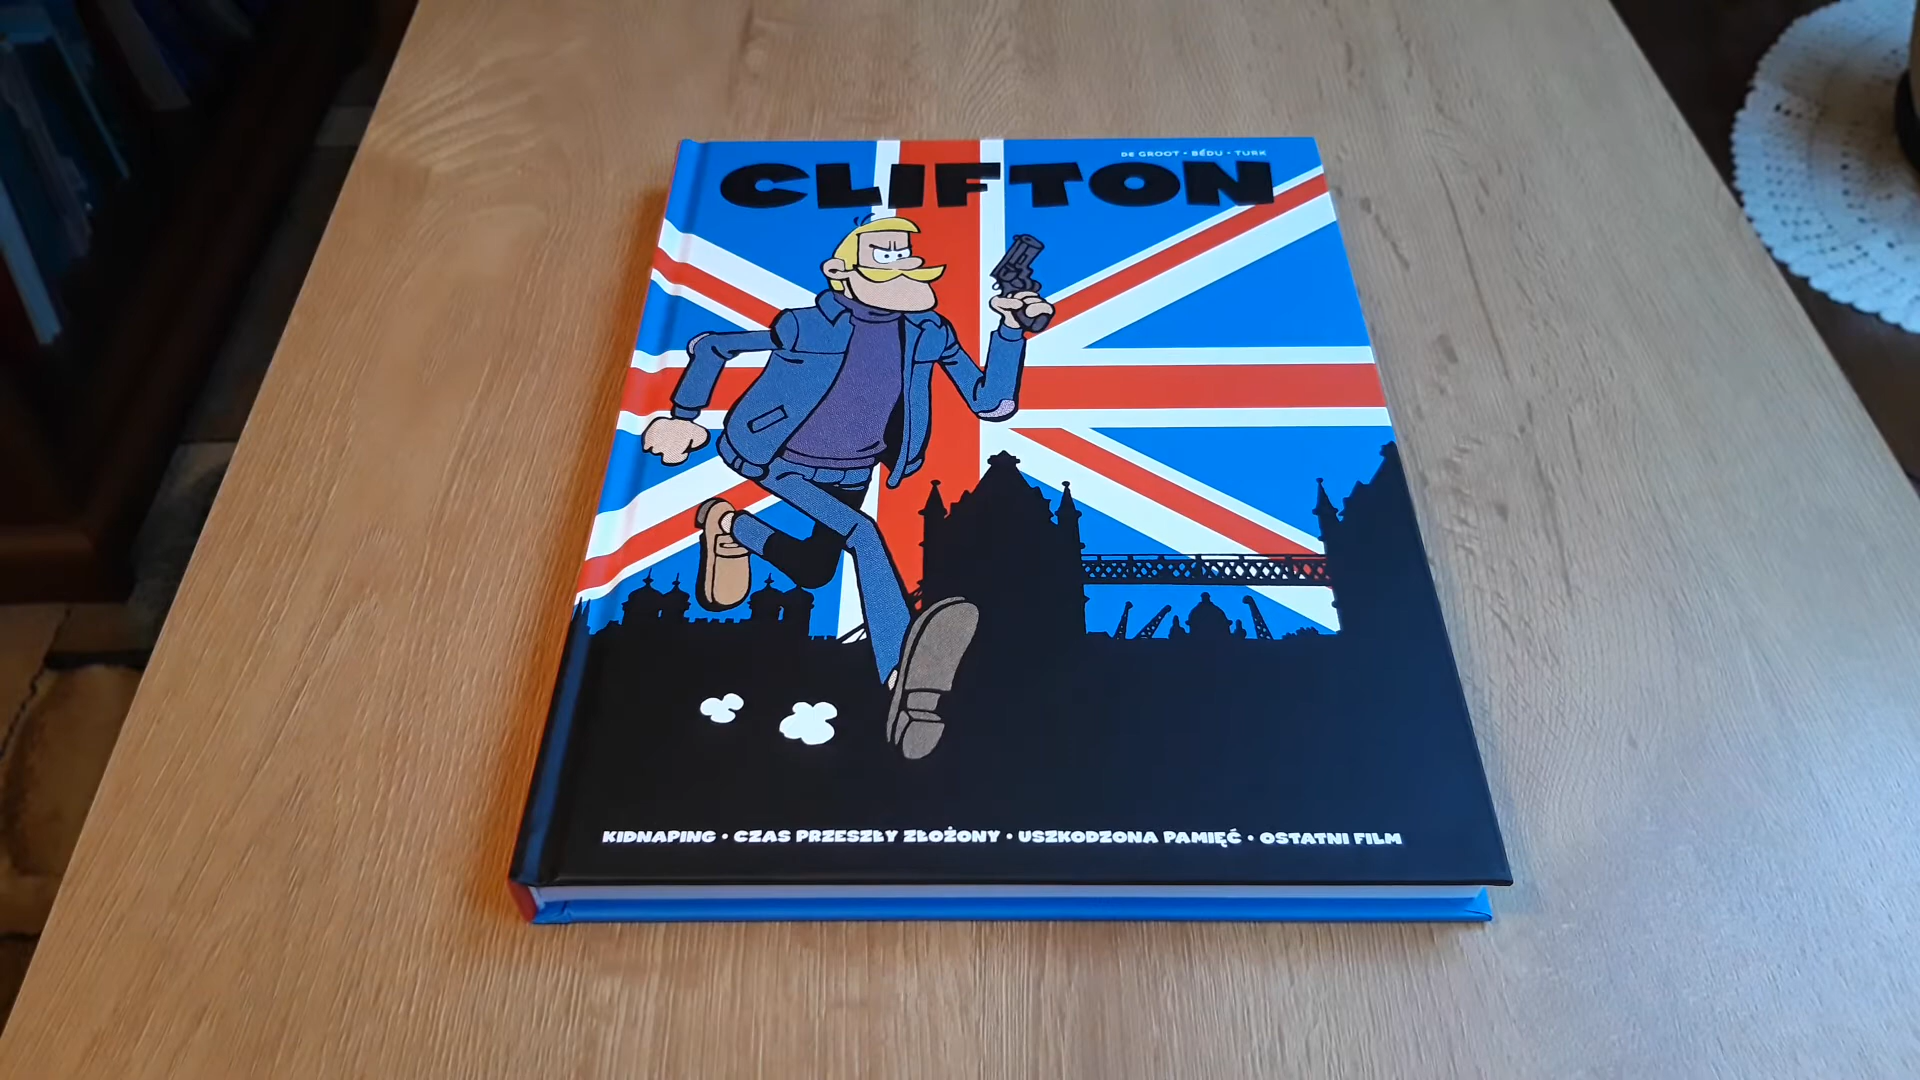 DE GROOT • BÉDU • TURK
CLIFTON
KIDNAPING • CZAS PRZESZŁY ZŁOŻONY • USZKODZONA PAMIĘĆ • OSTATNI FILM